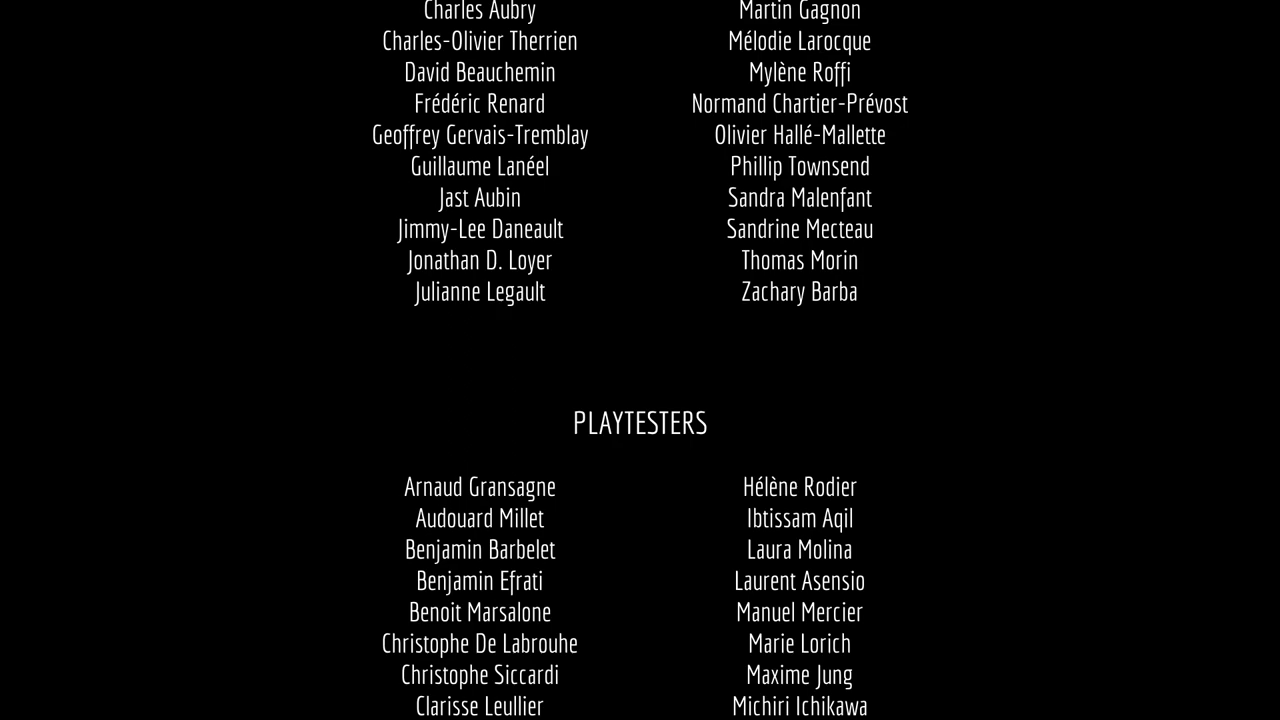 Charles Aubry
Charles-Olivier Therrien
David Beauchemin
Frédéric Renard
Geoffrey Gervais-Tremblay
Guillaume Lanéel
Jast Aubin
Jimmy-Lee Daneault
Jonathan D. Loyer
Julianne Legault
Martin Gagnon
Mélodie Larocque
Mylène Roffi
Normand Chartier-Prévost
Olivier Hallé-Mallette
Phillip Townsend
Sandra Malenfant
Sandrine Mecteau
Thomas Morin
Zachary Barba
PLAYTESTERS
Arnaud Gransagne
Audouard Millet
Benjamin Barbelet
Benjamin Efrati
Benoit Marsalone
Christophe De Labrouhe
Christophe Siccardi
Clarisse Leullier
Hélène Rodier
Ibtissam Aqil
Laura Molina
Laurent Asensio
Manuel Mercier
Marie Lorich
Maxime Jung
Michiri Ichikawa